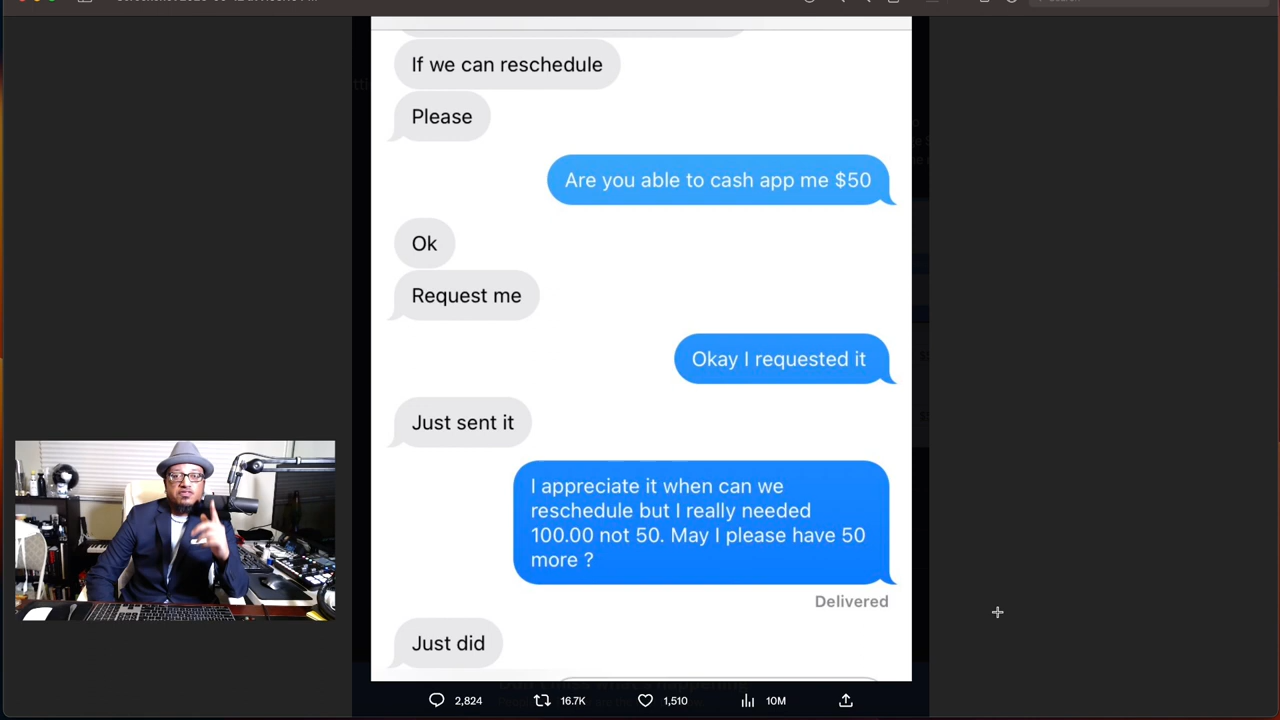 If we can reschedule
Please
Are you able to cash app me $50
Ok
Request me
Okay I requested it
Just sent it
I appreciate it when can we
reschedule but I really needed
100.00 not 50. May I please have 50
more ?
Delivered
Just did
2,824 16.7K 1,510 10M